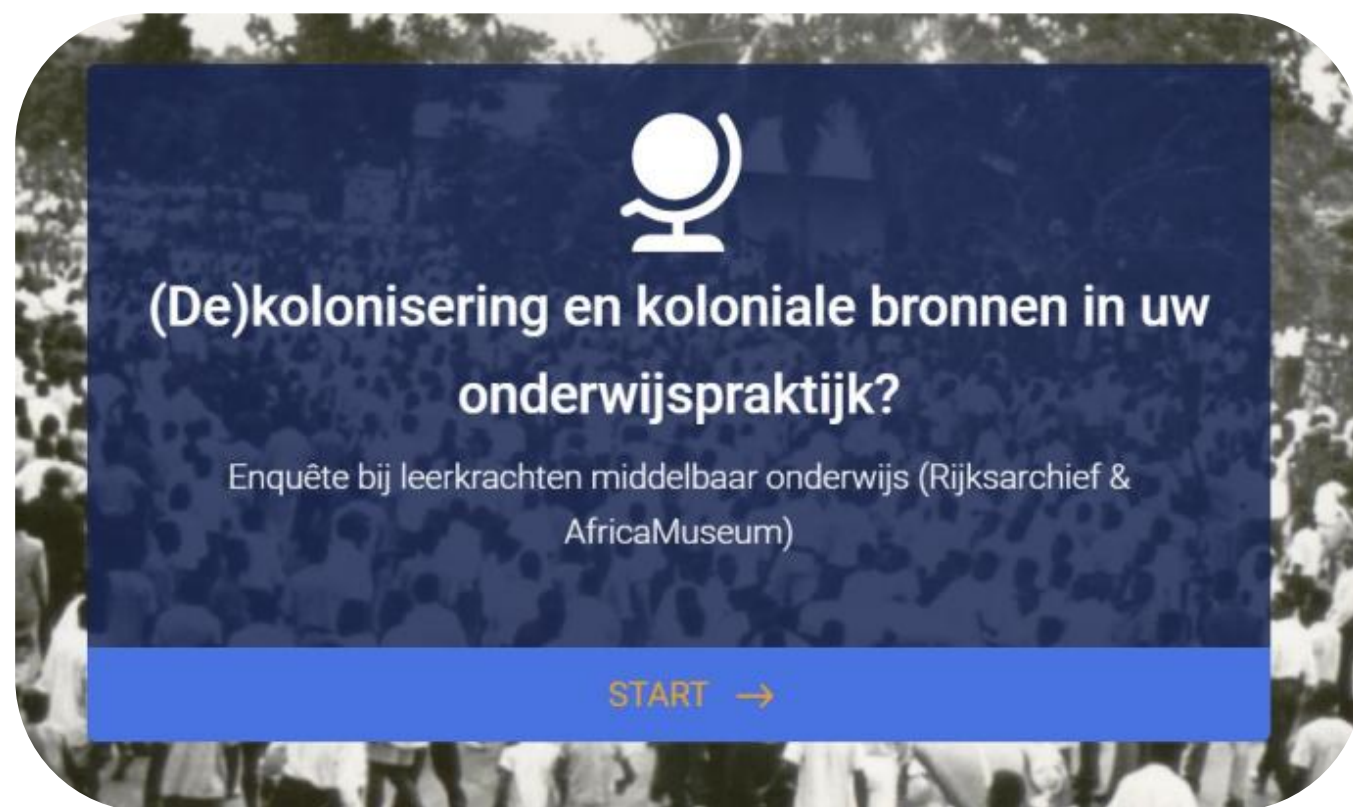 (De)kolonisering en koloniale bronnen in uw
onderwijspraktijk?
Enquête bij leerkrachten middelbaar onderwijs (Rijksarchief &
AfricaMuseum)
START →